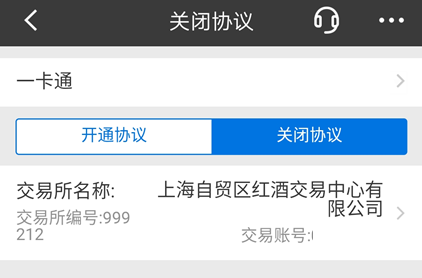 关闭协议
一卡通
开通协议
关闭协议
交易所名称:
上海自贸区红酒交易中心有
限公司
交易所编号:999
212
交易账号: